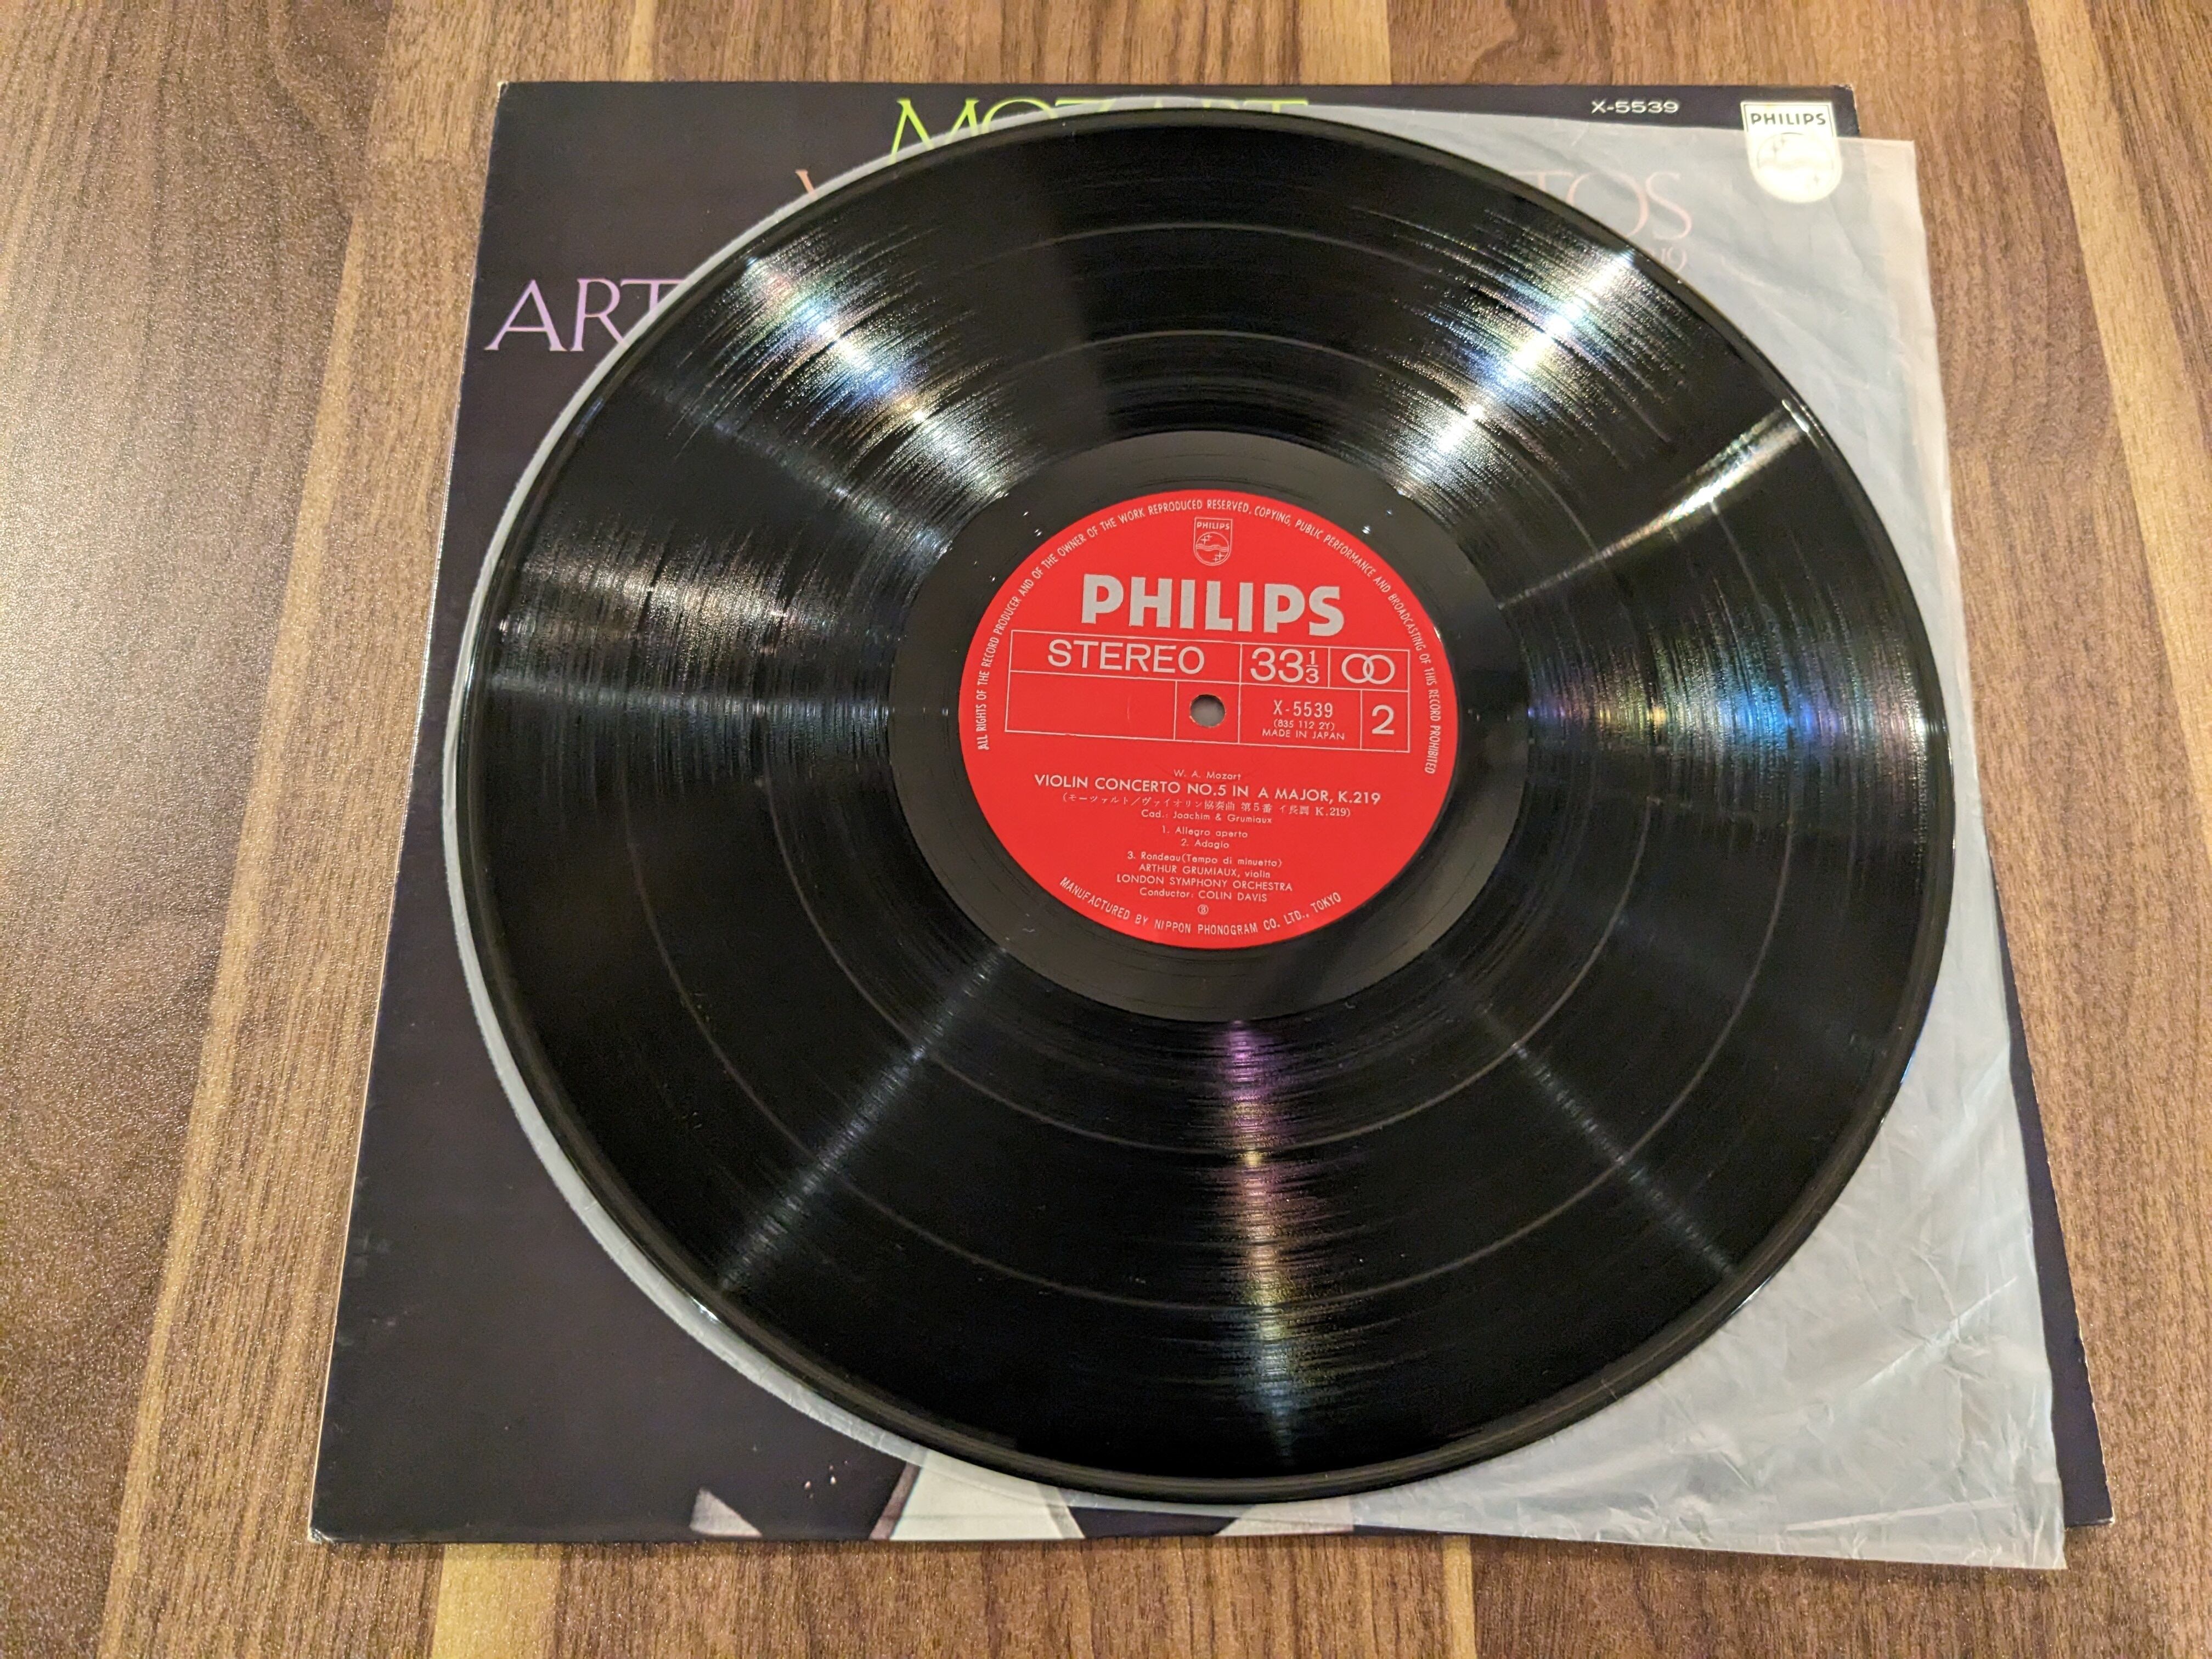 X-5539
PHILIPS
ALL RIGHTS OF THE RECORD PRODUCER AND OF THE OWNER OF THE WORK REPRODUCED RESERVED. COPYING, PUBLIC PERFORMANCE AND BROADCASTING OF THIS RECORD PROHIBITED
PHILIPS
PHILIPS
STEREO 33 1/3
X-5539 2
(835 112 2Y)
MADE IN JAPAN
W. A. Mozart
VIOLIN CONCERTO NO.5 IN A MAJOR, K.219
(モーツァルト/ヴァイオリン協奏曲 第5番 イ長調 K.219)
Cad.: Joachim & Grumiaux
1. Allegro aperto
2. Adagio
3. Rondeau(Tempo di minuetto)
ARTHUR GRUMIAUX, violin
LONDON SYMPHONY ORCHESTRA
Conductor: COLIN DAVIS
MANUFACTURED BY NIPPON PHONOGRAM CO. LTD., TOKYO